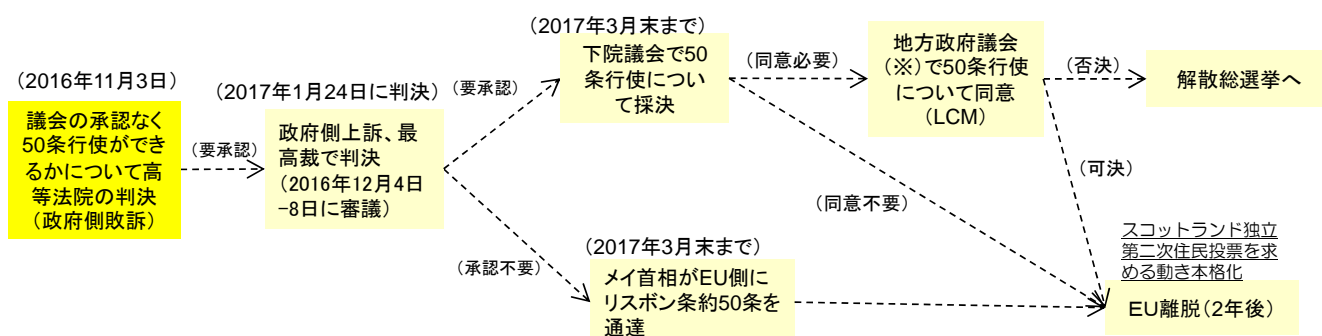 (2016年11月3日)
議会の承認なく
50条行使ができ
るかについて高
等法院の判決
(政府側敗訴)
(要承認)
(2017年1月24日に判決)
政府側上訴、最
高裁で判決
(2016年12月4日
-8日に審議)
(要承認)
(承認不要)
(2017年3月末まで)
下院議会で50
条行使につい
て採決
(同意必要)
(同意不要)
地方政府議会
(※)で50条行使
について同意
(LCM)
(否決)
解散総選挙へ
(可決)
(2017年3月末まで)
メイ首相がEU側に
リスボン条約50条を
通達
スコットランド独立
第二次住民投票を求
める動き本格化
EU離脱(2年後)